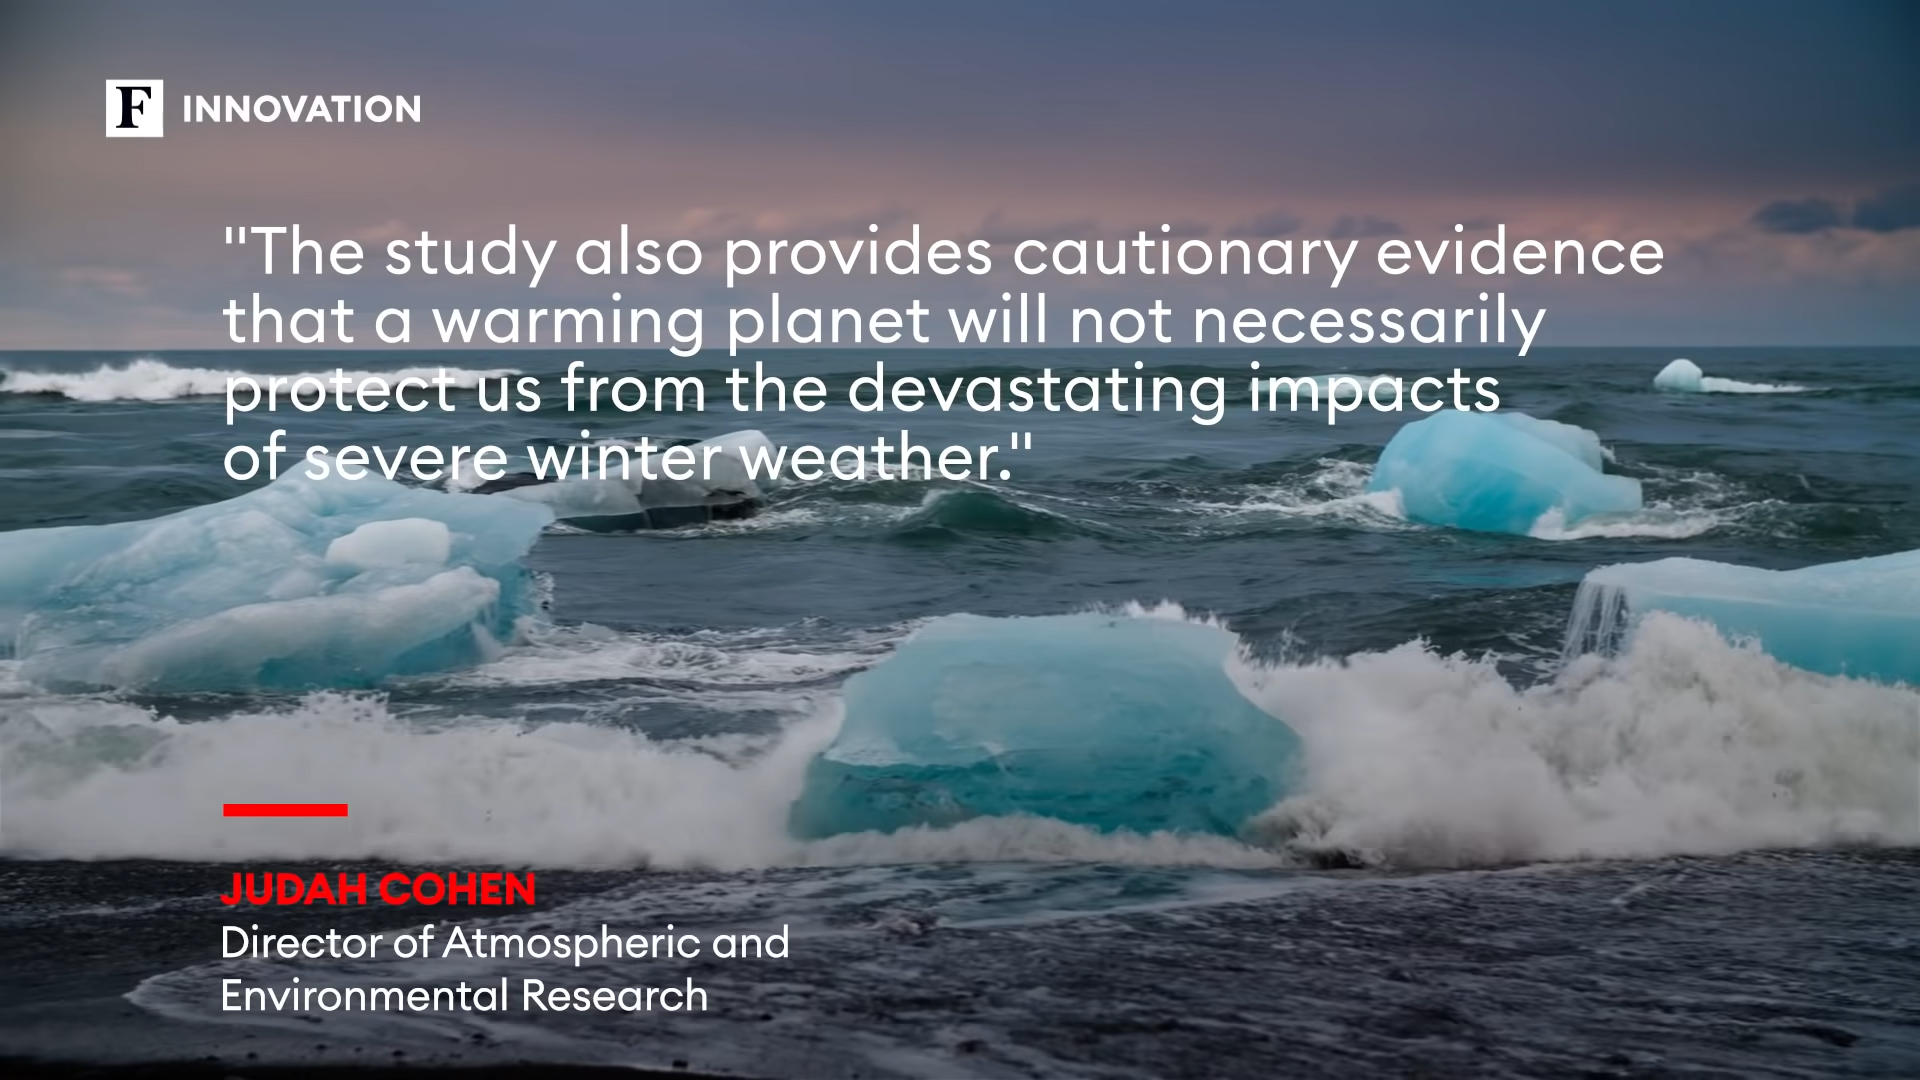 F INNOVATION
"The study also provides cautionary evidence
that a warming planet will not necessarily
protect us from the devastating impacts
of severe winter weather."
JUDAH COHEN
Director of Atmospheric and
Environmental Research